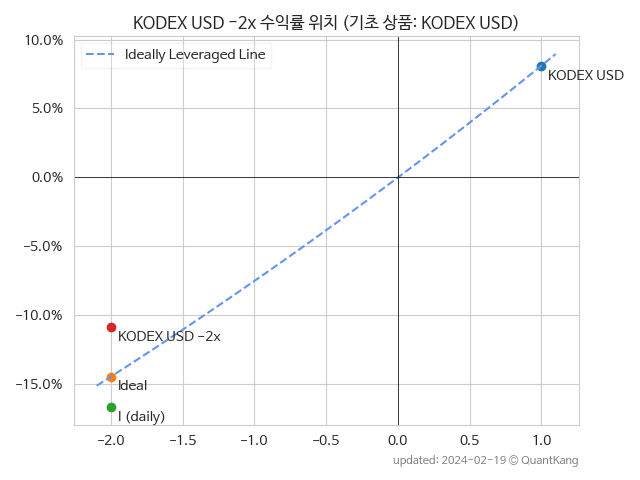 KODEX USD -2x 수익률 위치 (기초 상품: KODEX USD)
10.0%
5.0%
0.0%
-5.0%
-10.0%
-15.0%
Ideally Leveraged Line
KODEX USD
KODEX USD -2x
Ideal
I (daily)
-2.0 -1.5 -1.0 -0.5 0.0 0.5 1.0
updated: 2024-02-19 © QuantKang